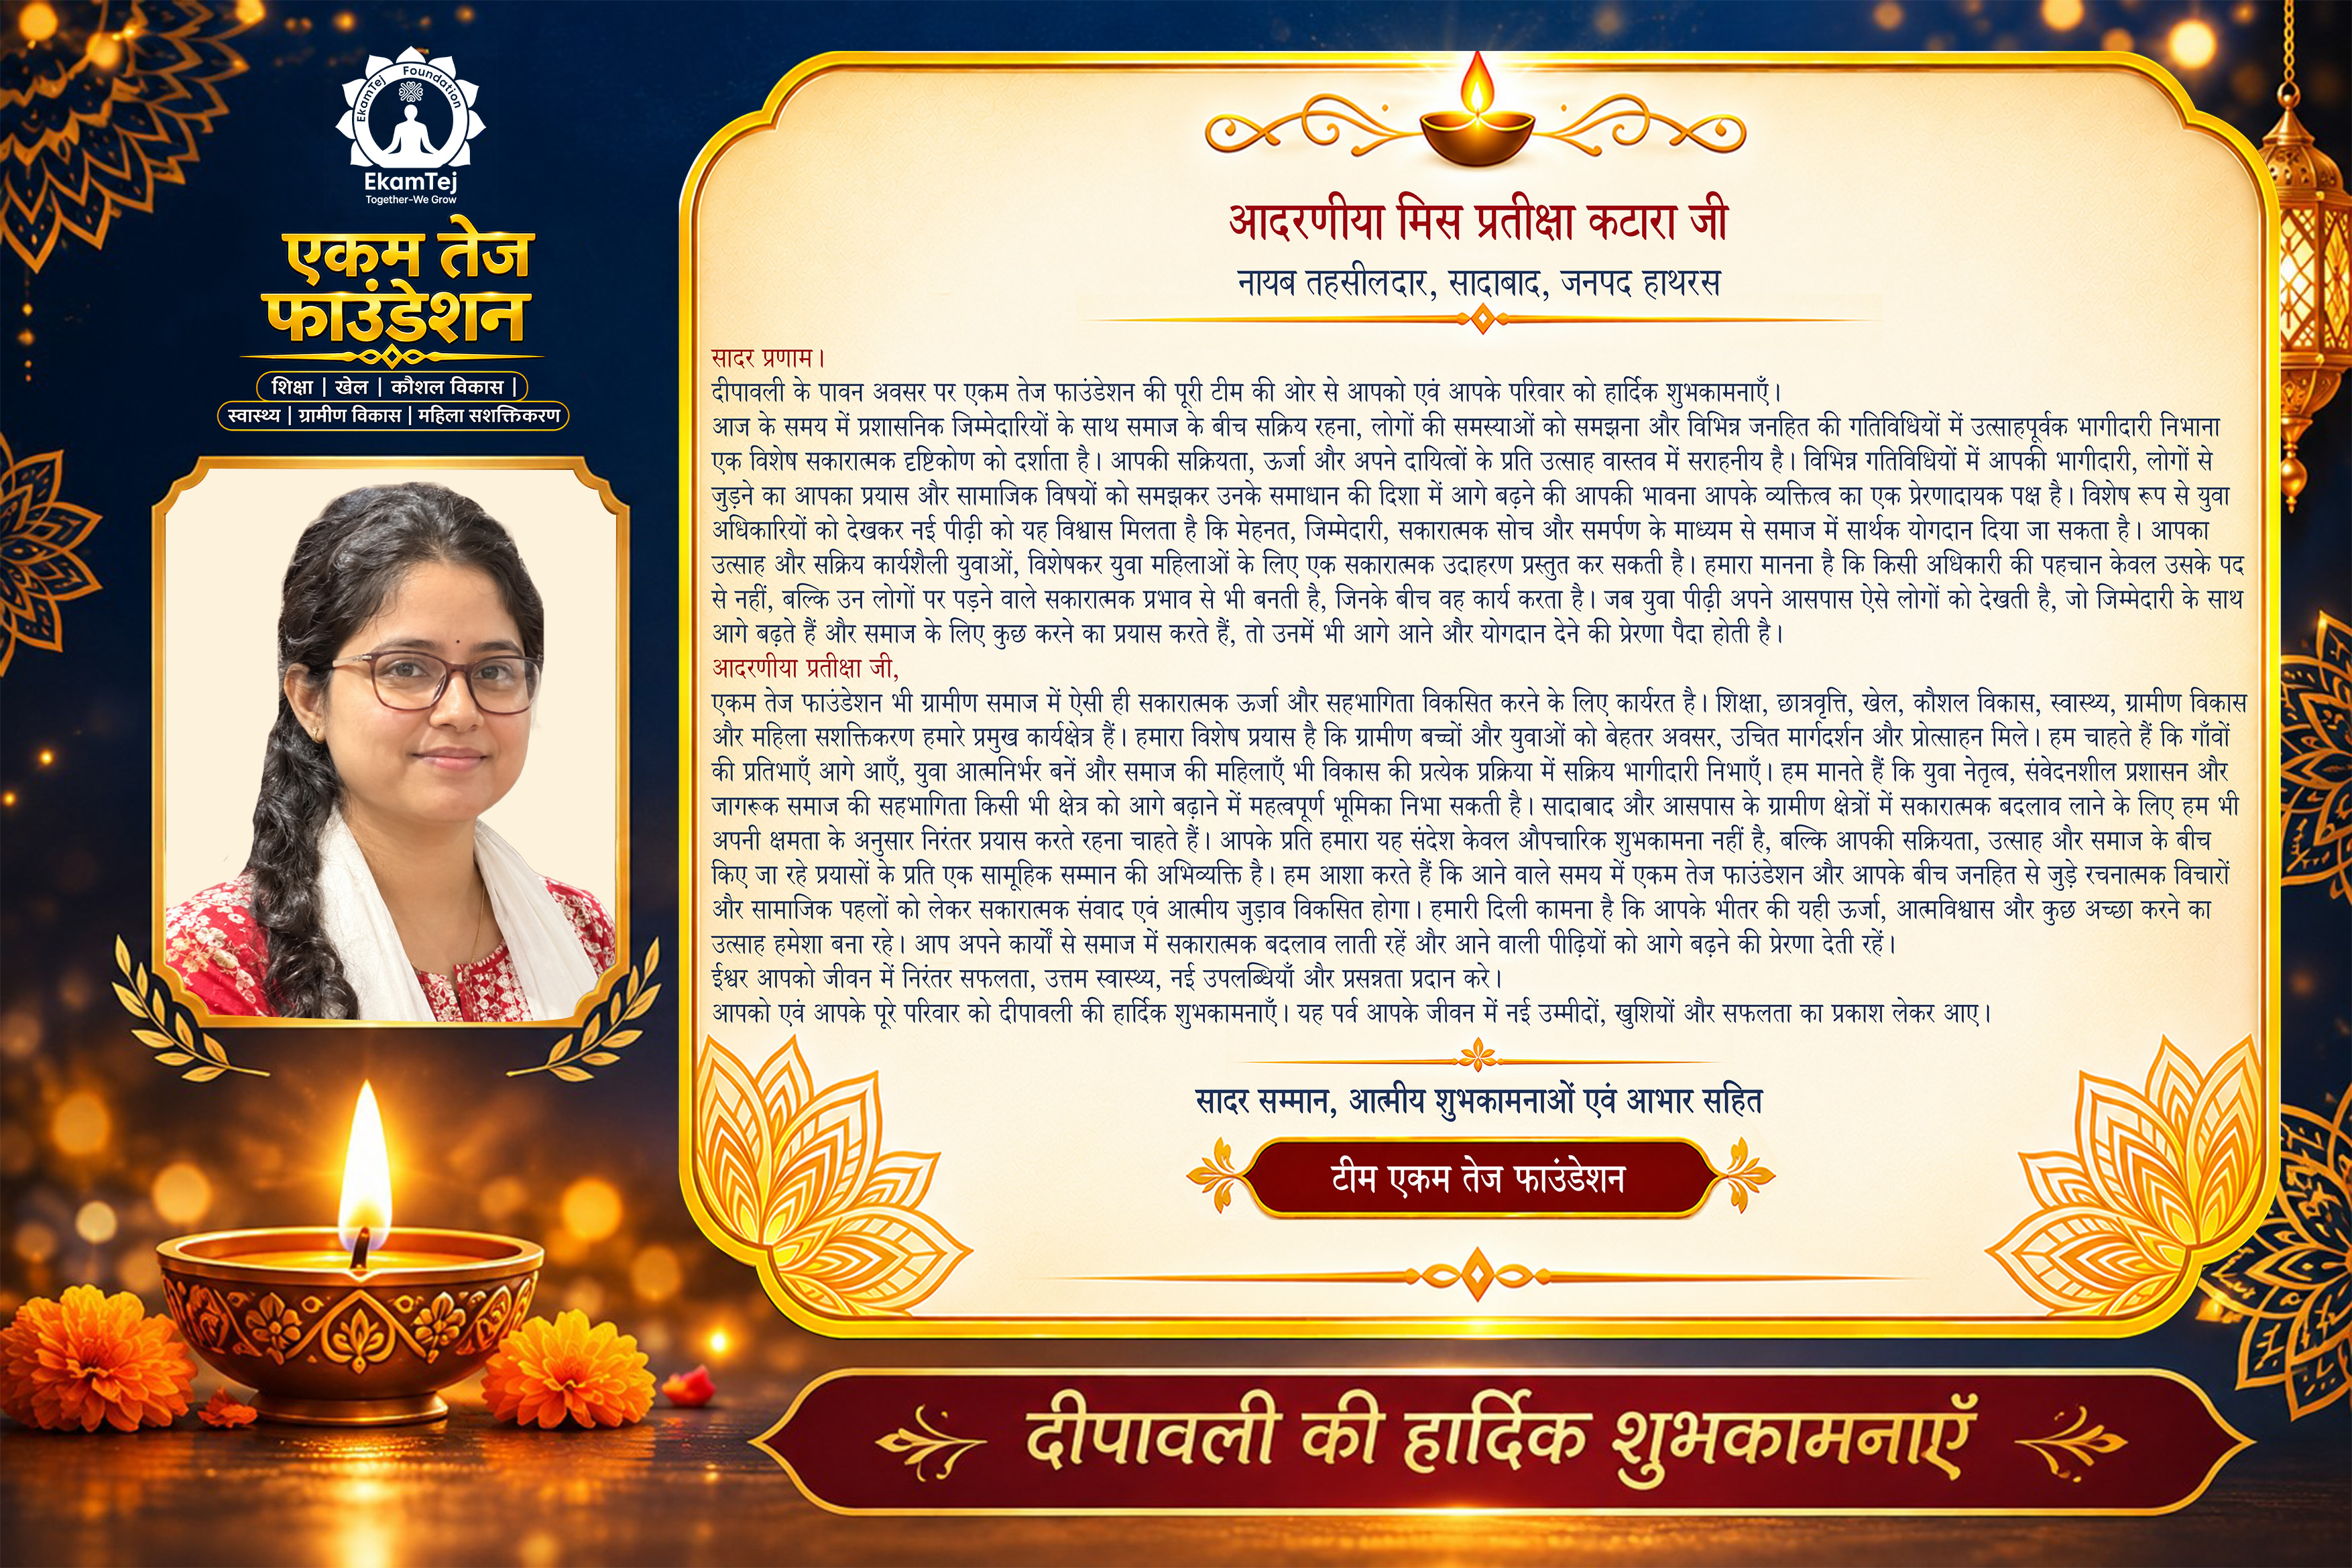 EkamTej Foundation
EkamTej
Together-We Grow
एकम तेज
फाउंडेशन
शिक्षा | खेल | कौशल विकास |
स्वास्थ्य | ग्रामीण विकास | महिला सशक्तिकरण
आदरणीया मिस प्रतीक्षा कटारा जी
नायब तहसीलदार, सादाबाद, जनपद हाथरस
सादर प्रणाम।
दीपावली के पावन अवसर पर एकम तेज फाउंडेशन की पूरी टीम की ओर से आपको एवं आपके परिवार को हार्दिक शुभकामनाएँ।
आज के समय में प्रशासनिक जिम्मेदारियों के साथ समाज के बीच सक्रिय रहना, लोगों की समस्याओं को समझना और विभिन्न जनहित की गतिविधियों में उत्साहपूर्वक भागीदारी निभाना
एक विशेष सकारात्मक दृष्टिकोण को दर्शाता है। आपकी सक्रियता, ऊर्जा और अपने दायित्वों के प्रति उत्साह वास्तव में सराहनीय है। विभिन्न गतिविधियों में आपकी भागीदारी, लोगों से
जुड़ने का आपका प्रयास और सामाजिक विषयों को समझकर उनके समाधान की दिशा में आगे बढ़ने की आपकी भावना आपके व्यक्तित्व का एक प्रेरणादायक पक्ष है। विशेष रूप से युवा
अधिकारियों को देखकर नई पीढ़ी को यह विश्वास मिलता है कि मेहनत, जिम्मेदारी, सकारात्मक सोच और समर्पण के माध्यम से समाज में सार्थक योगदान दिया जा सकता है। आपका
उत्साह और सक्रिय कार्यशैली युवाओं, विशेषकर युवा महिलाओं के लिए एक सकारात्मक उदाहरण प्रस्तुत कर सकती है। हमारा मानना है कि किसी अधिकारी की पहचान केवल उसके पद
से नहीं, बल्कि उन लोगों पर पड़ने वाले सकारात्मक प्रभाव से भी बनती है, जिनके बीच वह कार्य करता है। जब युवा पीढ़ी अपने आसपास ऐसे लोगों को देखती है, जो जिम्मेदारी के साथ
आगे बढ़ते हैं और समाज के लिए कुछ करने का प्रयास करते हैं, तो उनमें भी आगे आने और योगदान देने की प्रेरणा पैदा होती है।
आदरणीया प्रतीक्षा जी,
एकम तेज फाउंडेशन भी ग्रामीण समाज में ऐसी ही सकारात्मक ऊर्जा और सहभागिता विकसित करने के लिए कार्यरत है। शिक्षा, छात्रवृत्ति, खेल, कौशल विकास, स्वास्थ्य, ग्रामीण विकास
और महिला सशक्तिकरण हमारे प्रमुख कार्यक्षेत्र हैं। हमारा विशेष प्रयास है कि ग्रामीण बच्चों और युवाओं को बेहतर अवसर, उचित मार्गदर्शन और प्रोत्साहन मिले। हम चाहते हैं कि गाँवों
की प्रतिभाएँ आगे आएँ, युवा आत्मनिर्भर बनें और समाज की महिलाएँ भी विकास की प्रत्येक प्रक्रिया में सक्रिय भागीदारी निभाएँ। हम मानते हैं कि युवा नेतृत्व, संवेदनशील प्रशासन और
जागरूक समाज की सहभागिता किसी भी क्षेत्र को आगे बढ़ाने में महत्वपूर्ण भूमिका निभा सकती है। सादाबाद और आसपास के ग्रामीण क्षेत्रों में सकारात्मक बदलाव लाने के लिए हम भी
अपनी क्षमता के अनुसार निरंतर प्रयास करते रहना चाहते हैं। आपके प्रति हमारा यह संदेश केवल औपचारिक शुभकामना नहीं है, बल्कि आपकी सक्रियता, उत्साह और समाज के बीच
किए जा रहे प्रयासों के प्रति एक सामूहिक सम्मान की अभिव्यक्ति है। हम आशा करते हैं कि आने वाले समय में एकम तेज फाउंडेशन और आपके बीच जनहित से जुड़े रचनात्मक विचारों
और सामाजिक पहलों को लेकर सकारात्मक संवाद एवं आत्मीय जुड़ाव विकसित होगा। हमारी दिली कामना है कि आपके भीतर की यही ऊर्जा, आत्मविश्वास और कुछ अच्छा करने का
उत्साह हमेशा बना रहे। आप अपने कार्यों से समाज में सकारात्मक बदलाव लाती रहें और आने वाली पीढ़ियों को आगे बढ़ने की प्रेरणा देती रहें।
ईश्वर आपको जीवन में निरंतर सफलता, उत्तम स्वास्थ्य, नई उपलब्धियाँ और प्रसन्नता प्रदान करे।
आपको एवं आपके पूरे परिवार को दीपावली की हार्दिक शुभकामनाएँ। यह पर्व आपके जीवन में नई उम्मीदों, खुशियों और सफलता का प्रकाश लेकर आए।
सादर सम्मान, आत्मीय शुभकामनाओं एवं आभार सहित
टीम एकम तेज फाउंडेशन
दीपावली की हार्दिक शुभकामनाएँ